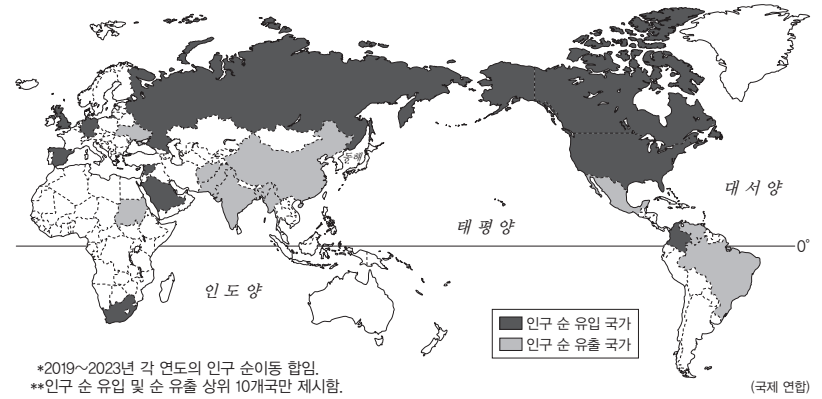 동해
대서양
태평양
0°
인도양
인구 순 유입 국가
인구 순 유출 국가
*2019～2023년 각 연도의 인구 순이동 합임.
**인구 순 유입 및 순 유출 상위 10개국만 제시함.
(국제 연합)